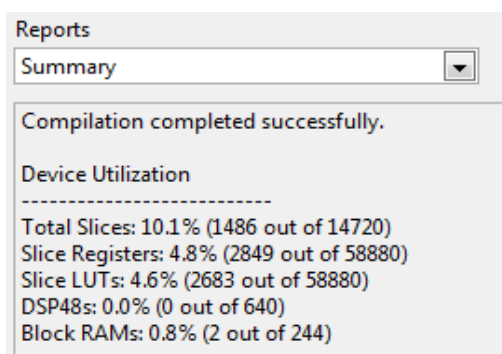 Reports
Summary
Compilation completed successfully.
Device Utilization
---------------------------
Total Slices: 10.1% (1486 out of 14720)
Slice Registers: 4.8% (2849 out of 58880)
Slice LUTs: 4.6% (2683 out of 58880)
DSP48s: 0.0% (0 out of 640)
Block RAMs: 0.8% (2 out of 244)